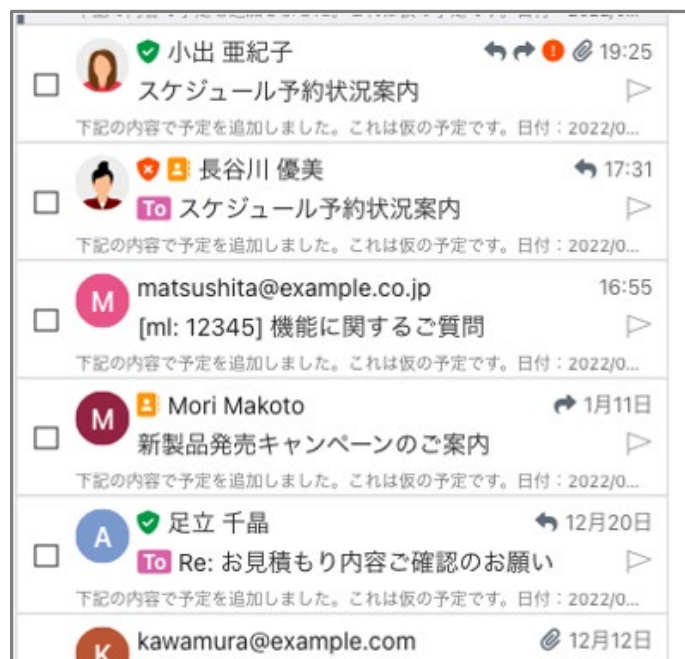 小出 亜紀子 19:25
スケジュール予約状況案内
下記の内容で予定を追加しました。これは仮の予定です。日付：2022/0...
長谷川 優美 17:31
To スケジュール予約状況案内
下記の内容で予定を追加しました。これは仮の予定です。日付：2022/0...
M matsushita@example.co.jp 16:55
[ml: 12345] 機能に関するご質問
下記の内容で予定を追加しました。これは仮の予定です。日付：2022/0...
M Mori Makoto 1月11日
新製品発売キャンペーンのご案内
下記の内容で予定を追加しました。これは仮の予定です。日付：2022/0...
A 足立 千晶 12月20日
To Re: お見積もり内容ご確認のお願い
下記の内容で予定を追加しました。これは仮の予定です。日付：2022/0...
K kawamura@example.com 12月12日